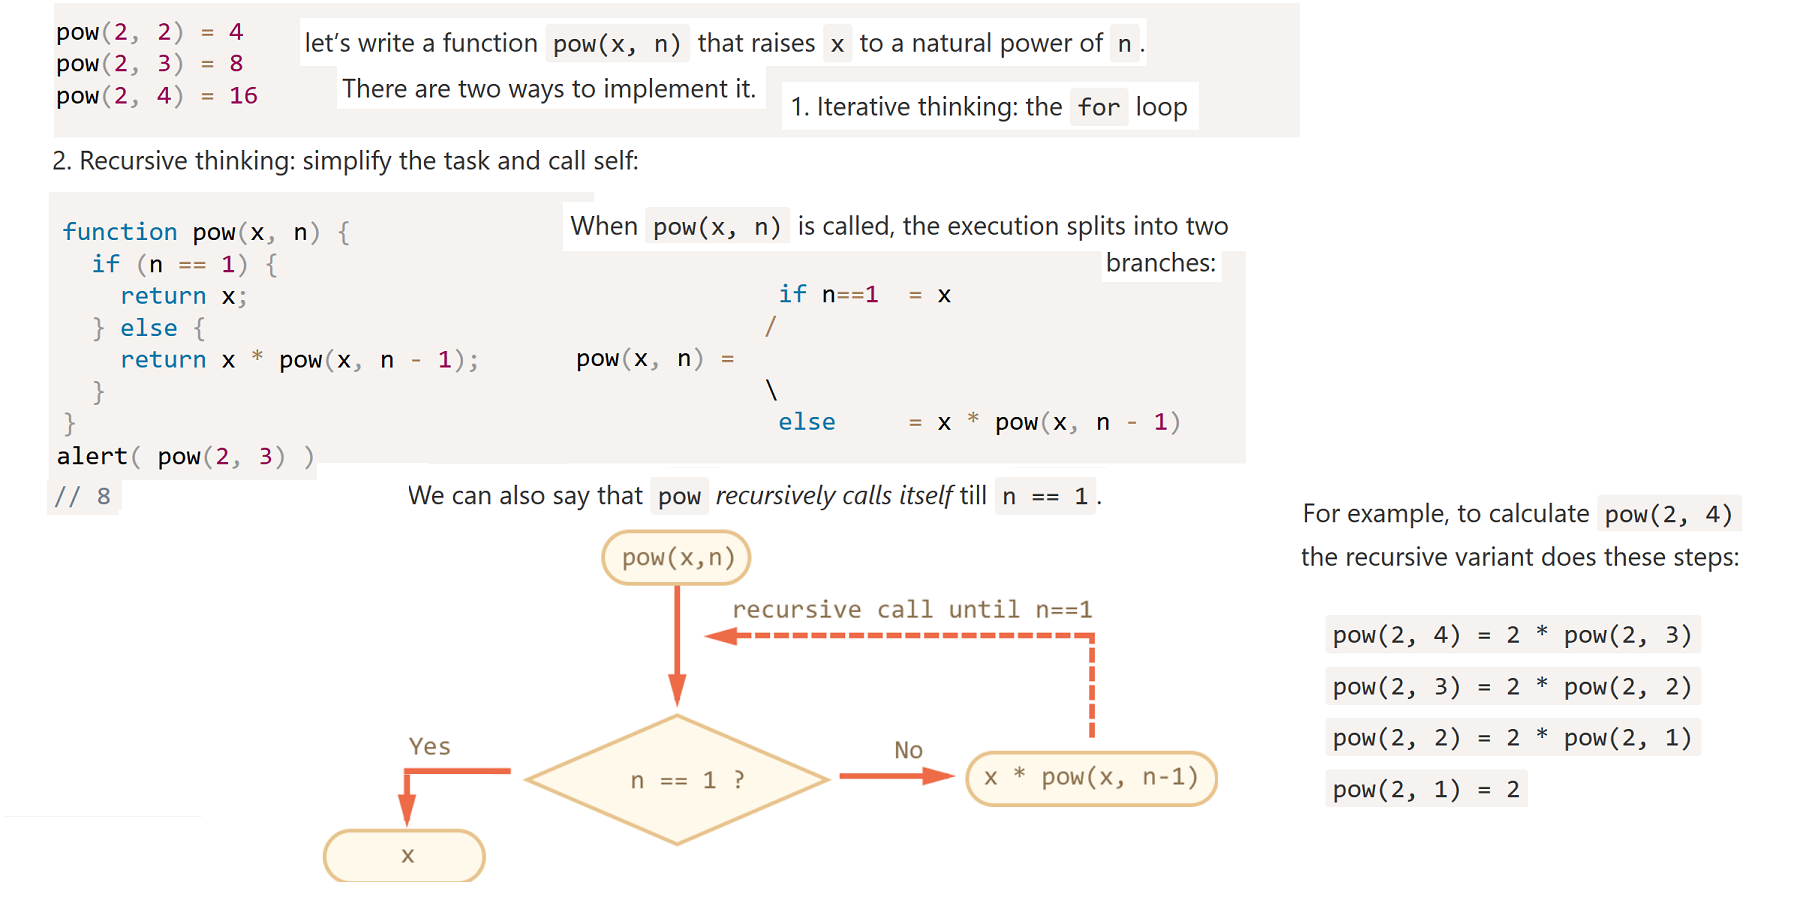 pow(2, 2) = 4
pow(2, 3) = 8
pow(2, 4) = 16
let’s write a function pow(x, n) that raises x to a natural power of n .
There are two ways to implement it.
1. Iterative thinking: the for loop
2. Recursive thinking: simplify the task and call self:
function pow(x, n) {
if (n == 1) {
return x;
} else {
return x * pow(x, n - 1);
}
}
alert( pow(2, 3) )
// 8
When pow(x, n) is called, the execution splits into two
branches:
if n==1 = x
/
pow(x, n) =
\
else = x * pow(x, n - 1)
We can also say that pow recursively calls itself till n == 1 .
pow(x,n)
recursive call until n==1
Yes
n == 1 ?
No
x * pow(x, n-1)
x
For example, to calculate pow(2, 4)
the recursive variant does these steps:
pow(2, 4) = 2 * pow(2, 3)
pow(2, 3) = 2 * pow(2, 2)
pow(2, 2) = 2 * pow(2, 1)
pow(2, 1) = 2